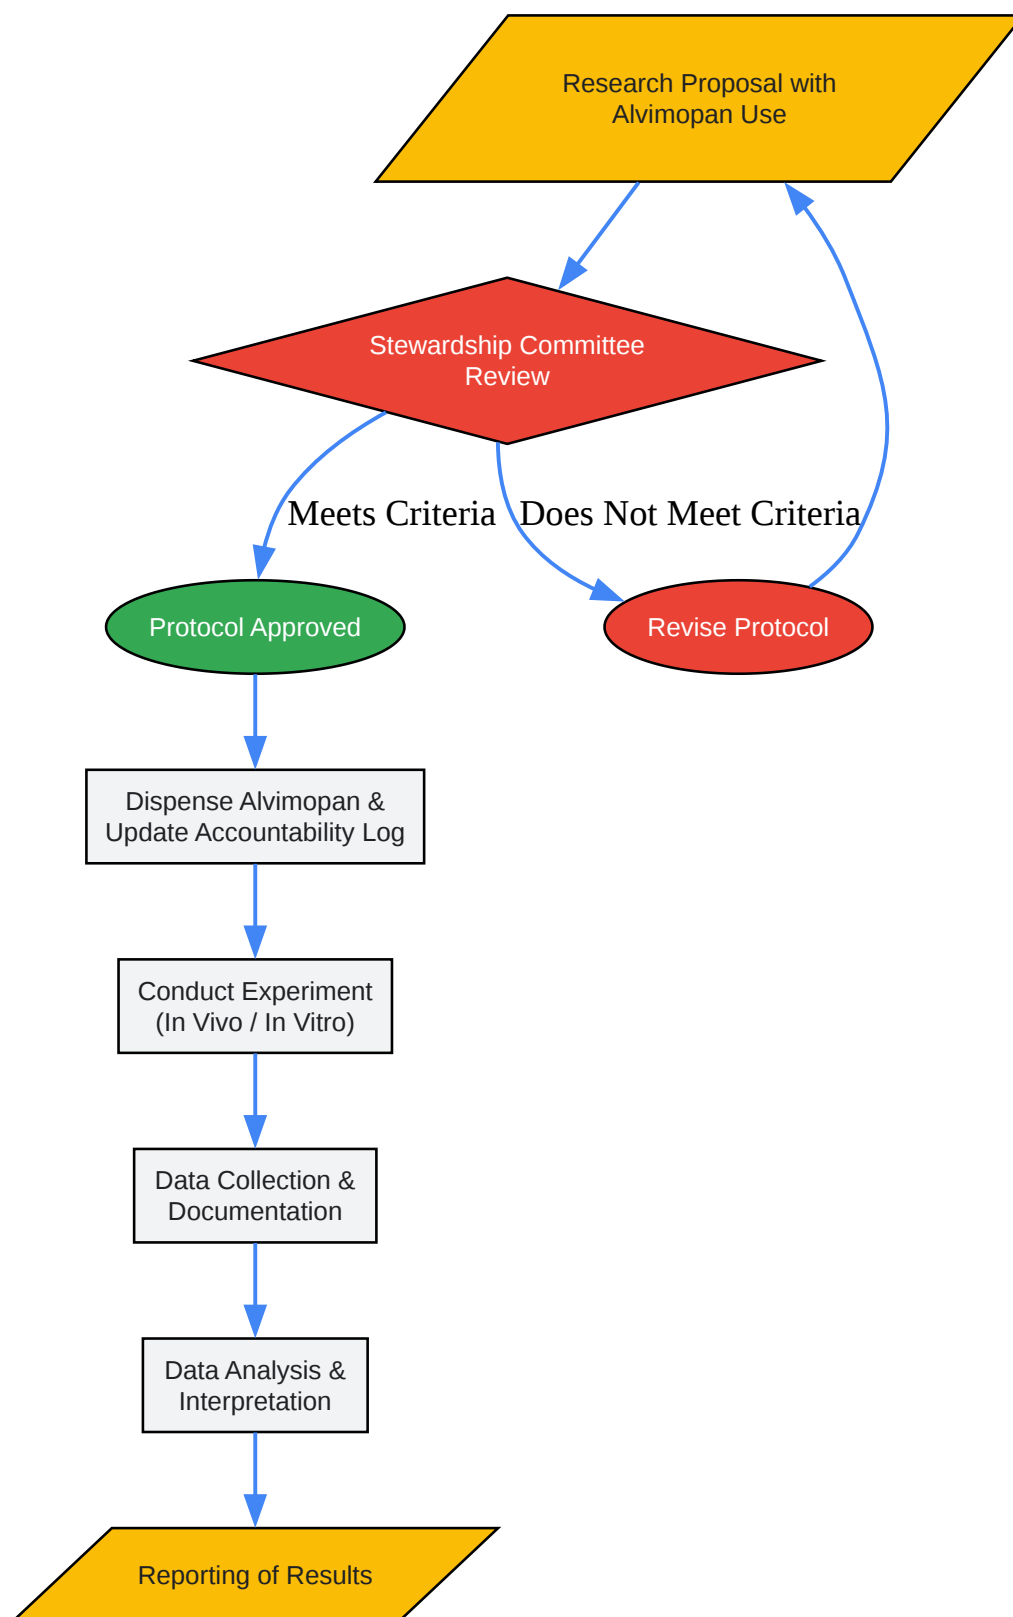 Research Proposal with
Alvimopan Use
Stewardship Committee
Review
Meets Criteria
Does Not Meet Criteria
Protocol Approved
Revise Protocol
Dispense Alvimopan &
Update Accountability Log
Conduct Experiment
(In Vivo / In Vitro)
Data Collection &
Documentation
Data Analysis &
Interpretation
Reporting of Results